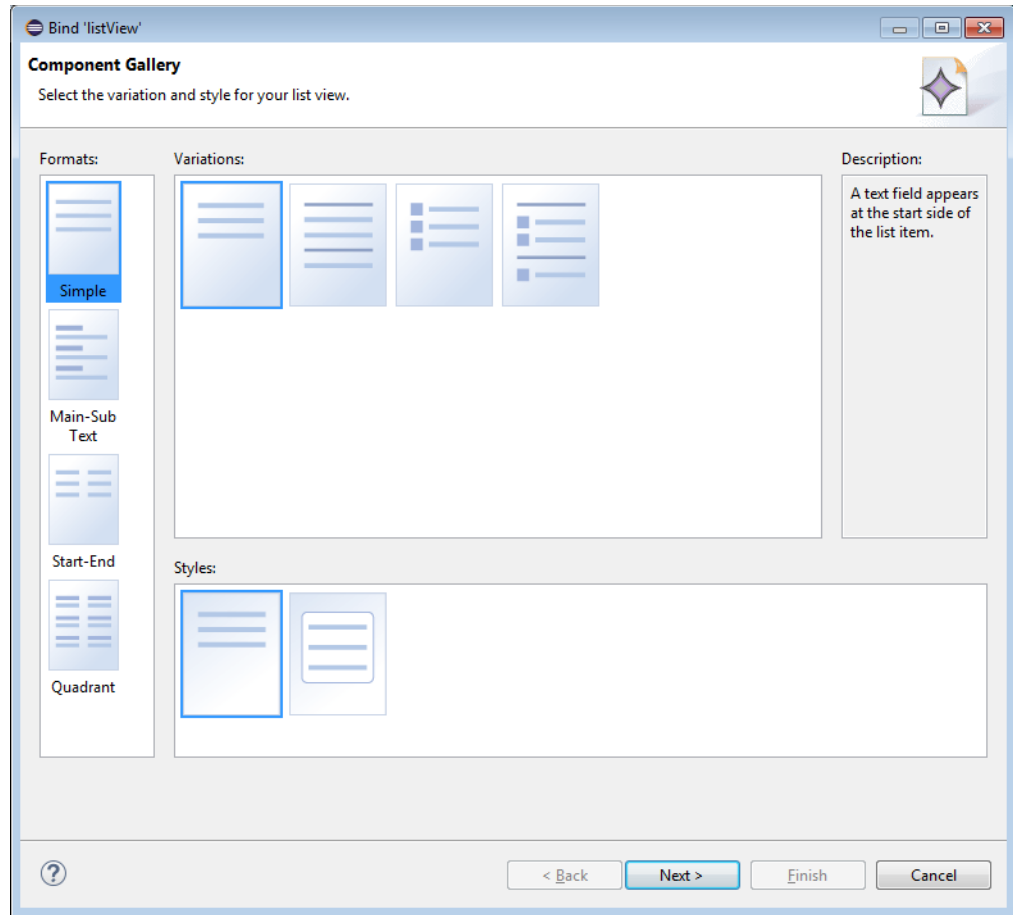 Bind 'listView'
Component Gallery
Select the variation and style for your list view.
Formats:
Variations:
Description:
Simple
Main-Sub
Text
Start-End
Quadrant
A text field appears
at the start side of
the list item.
Styles:
< Back
Next >
Finish
Cancel